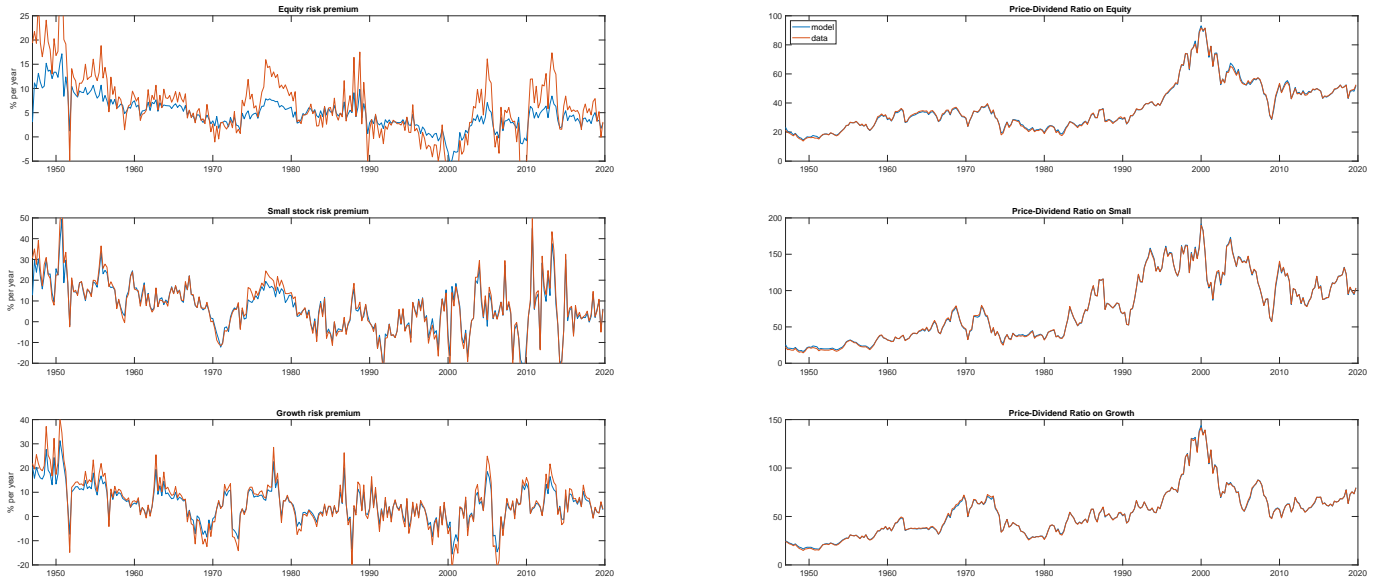 Equity risk premium
25
20
15
10
5
0
-5
% per year
1950 1960 1970 1980 1990 2000 2010 2020
Price-Dividend Ratio on Equity
100
80
60
40
20
0
model
data
1950 1960 1970 1980 1990 2000 2010 2020
Small stock risk premium
50
40
30
20
10
0
-10
-20
% per year
1950 1960 1970 1980 1990 2000 2010 2020
Price-Dividend Ratio on Small
200
150
100
50
0
1950 1960 1970 1980 1990 2000 2010 2020
Growth risk premium
40
30
20
10
0
-10
-20
% per year
1950 1960 1970 1980 1990 2000 2010 2020
Price-Dividend Ratio on Growth
150
100
50
0
1950 1960 1970 1980 1990 2000 2010 2020